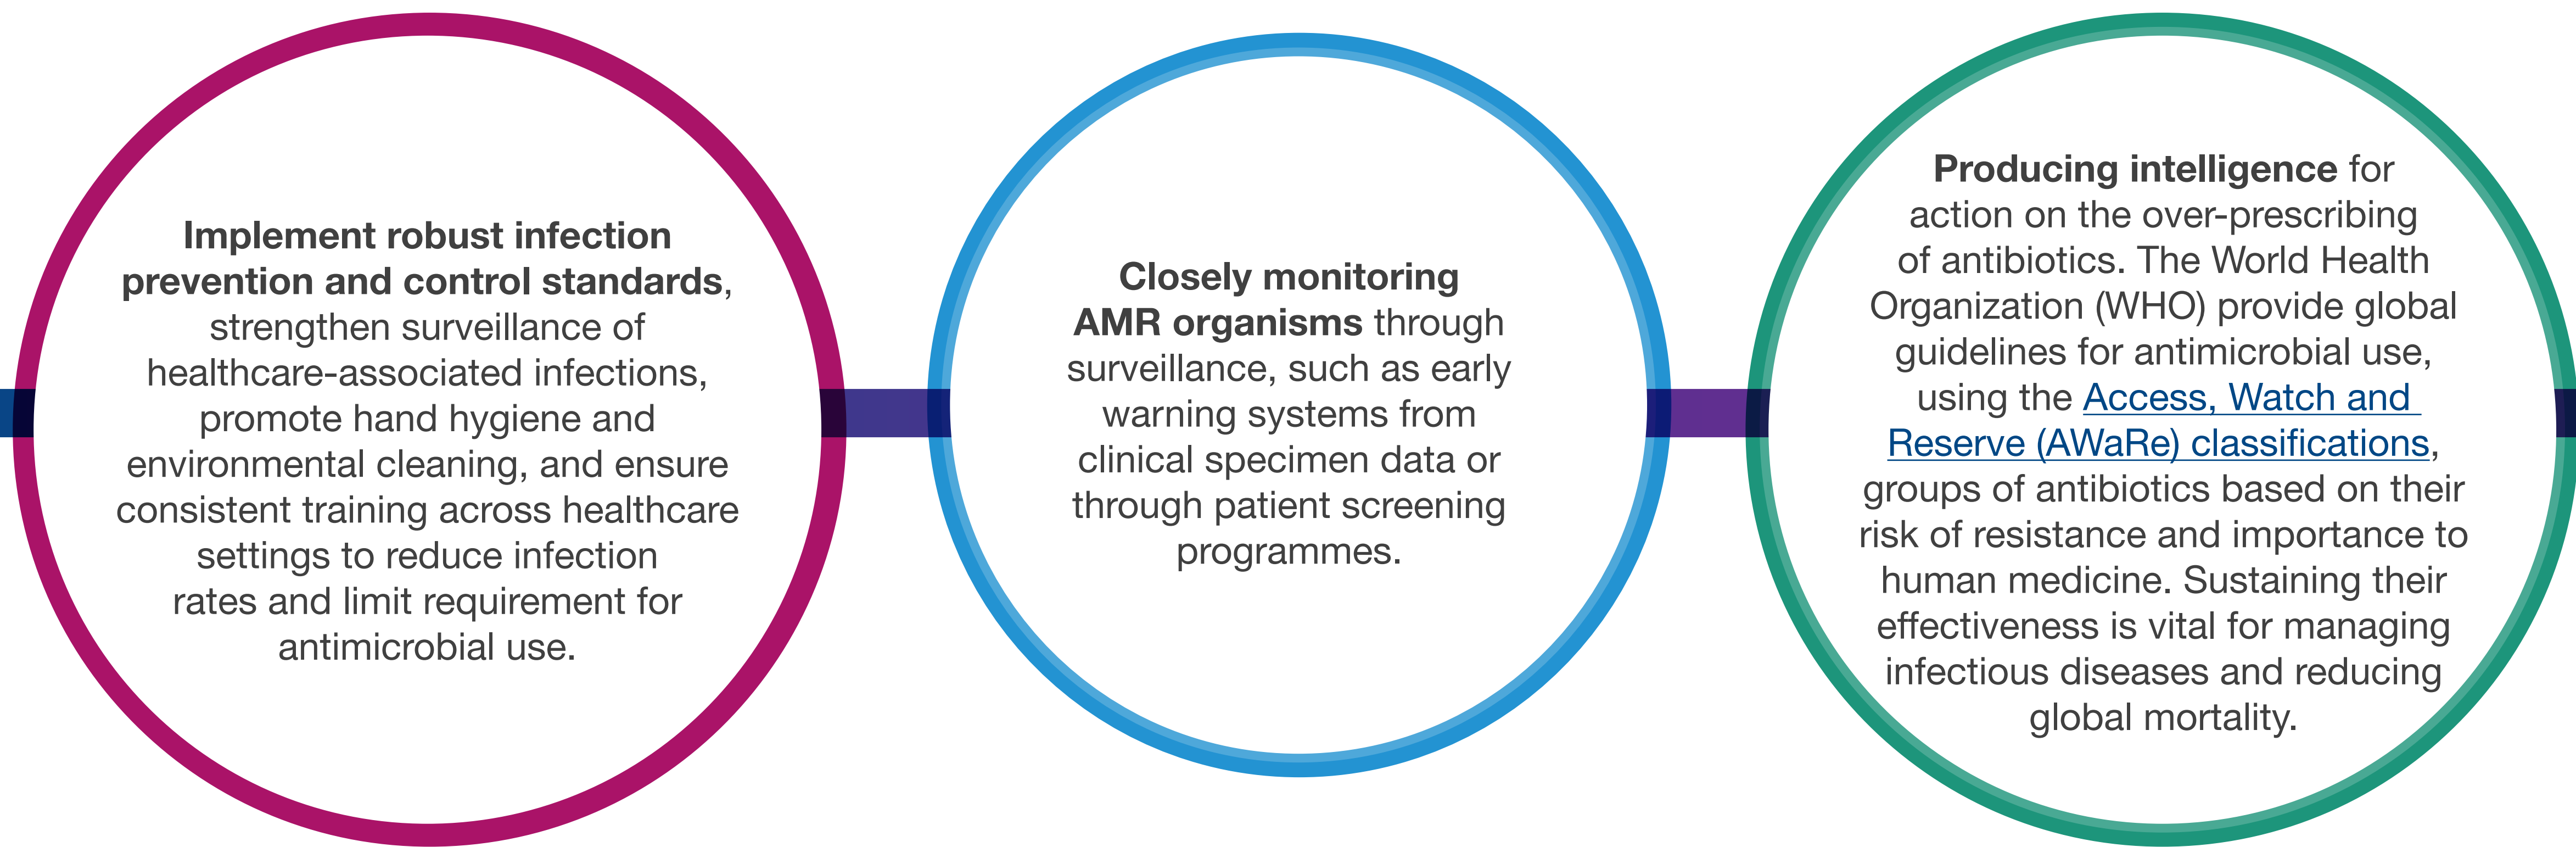 Implement robust infection
prevention and control standards,
strengthen surveillance of
healthcare-associated infections,
promote hand hygiene and
environmental cleaning, and ensure
consistent training across healthcare
settings to reduce infection
rates and limit requirement for
antimicrobial use.
Closely monitoring
AMR organisms through
surveillance, such as early
warning systems from
clinical specimen data or
through patient screening
programmes.
Producing intelligence for
action on the over-prescribing
of antibiotics. The World Health
Organization (WHO) provide global
guidelines for antimicrobial use,
using the Access, Watch and
Reserve (AWaRe) classifications,
groups of antibiotics based on their
risk of resistance and importance to
human medicine. Sustaining their
effectiveness is vital for managing
infectious diseases and reducing
global mortality.